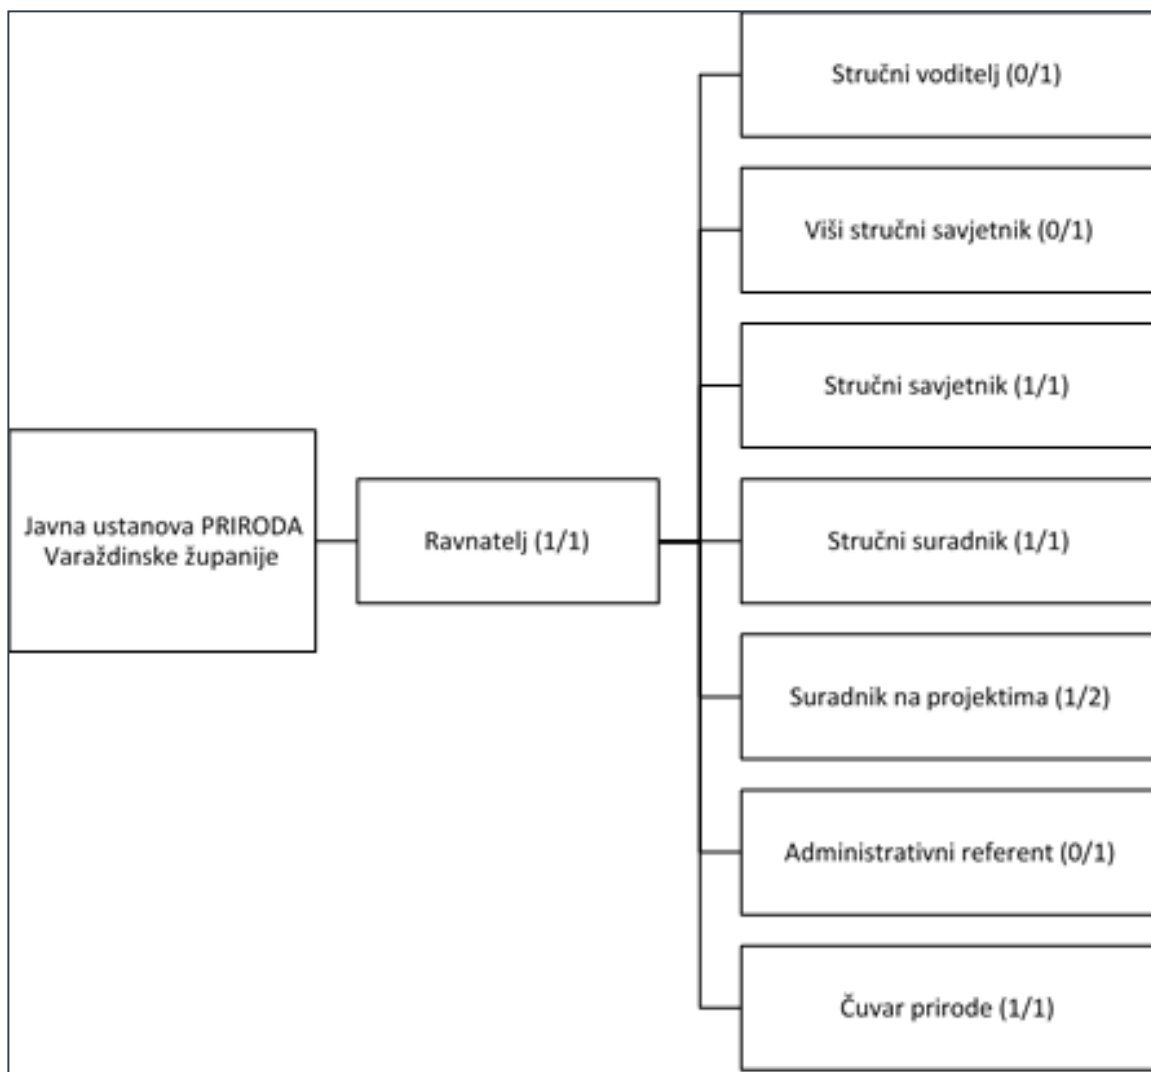 Stručni voditelj (0/1)
Viši stručni savjetnik (0/1)
Stručni savjetnik (1/1)
Javna ustanova PRIRODA
Varaždinske županije
Ravnatelj (1/1)
Stručni suradnik (1/1)
Suradnik na projektima (1/2)
Administrativni referent (0/1)
Čuvar prirode (1/1)